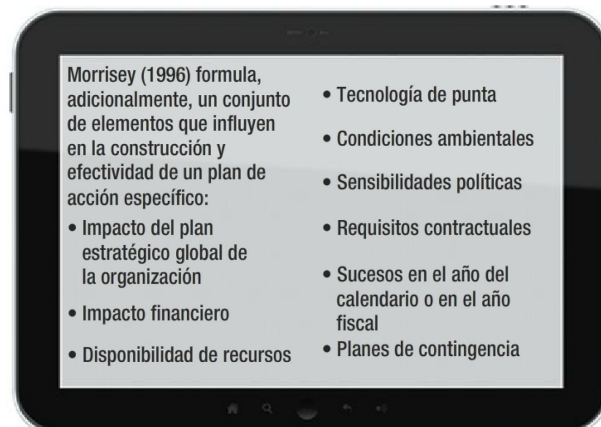 Morrisey (1996) formula,
adicionalmente, un conjunto
de elementos que influyen
en la construcción y
efectividad de un plan de
acción específico:
• Impacto del plan
estratégico global de
la organización
• Impacto financiero
• Disponibilidad de recursos
• Tecnología de punta
• Condiciones ambientales
• Sensibilidades políticas
• Requisitos contractuales
• Sucesos en el año del
calendario o en el año
fiscal
• Planes de contingencia